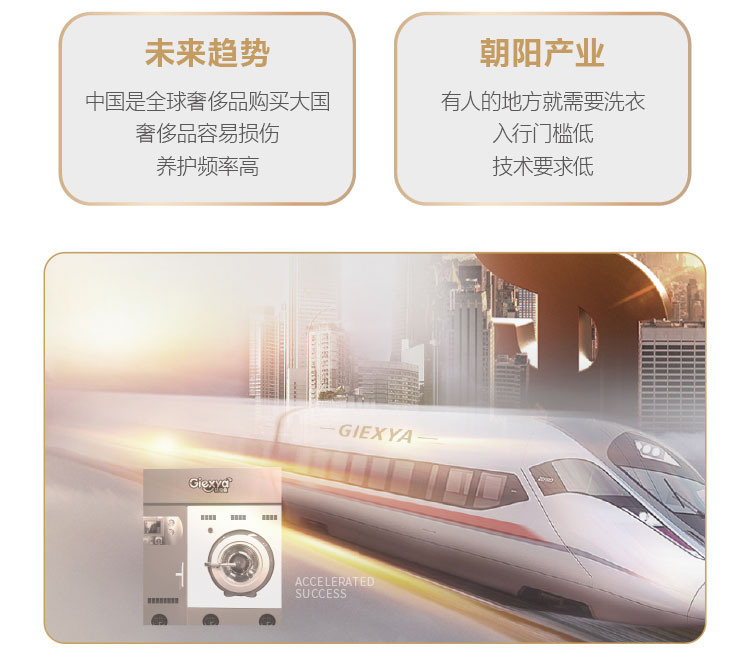 未来趋势
中国是全球奢侈品购买大国
奢侈品容易损伤
养护频率高
朝阳产业
有人的地方就需要洗衣
入行门槛低
技术要求低
GIEXYA
Giexya
ACCELERATED
SUCCESS